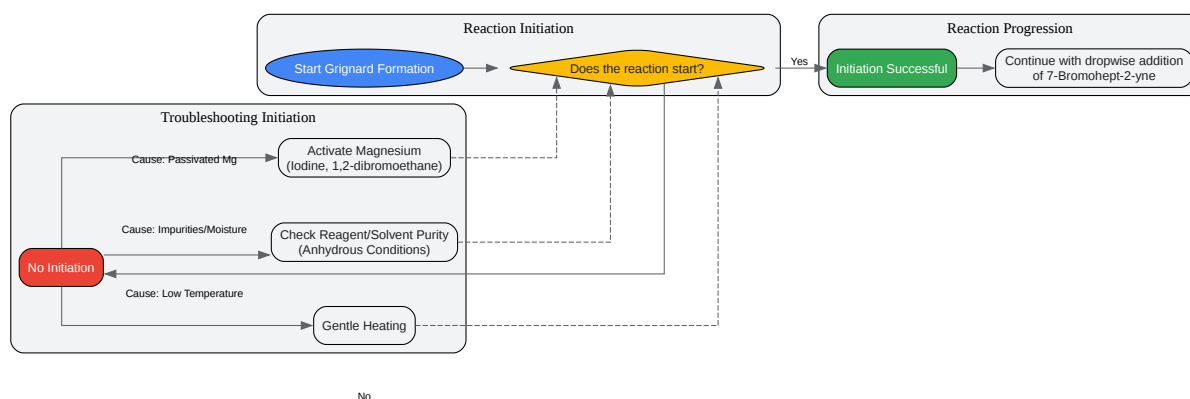 Reaction Initiation
Start Grignard Formation
Does the reaction start?
Yes
Reaction Progression
Initiation Successful
Continue with dropwise addition
of 7-Bromohept-2-yne
Troubleshooting Initiation
Cause: Passivated Mg
Activate Magnesium
(Iodine, 1,2-dibromoethane)
Cause: Impurities/Moisture
Check Reagent/Solvent Purity
(Anhydrous Conditions)
No Initiation
Cause: Low Temperature
Gentle Heating
No